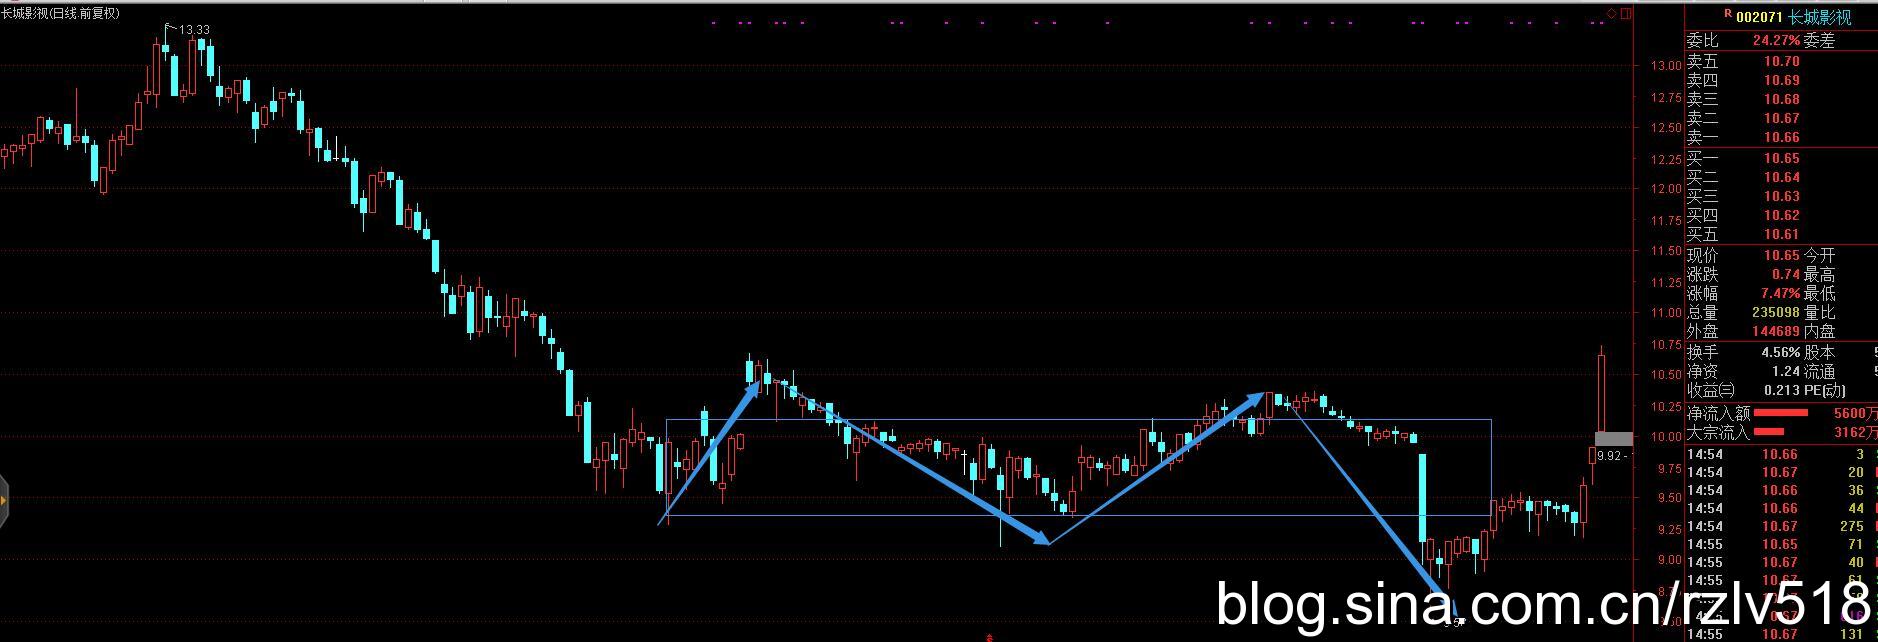 长城影视(日线.前复权)
13.33
R 002071 长城影视
委比 24.27% 委差
卖五 10.70
卖四 10.69
卖三 10.68
卖二 10.67
卖一 10.66
买一 10.65
买二 10.64
买三 10.63
买四 10.62
买五 10.61
现价 10.65 今开
涨跌 0.74 最高
涨幅 7.47% 最低
总量 235098 量比
外盘 144689 内盘
换手 4.56% 股本 5
净资 1.24 流通 5
收益㈢ 0.213 PE(动)
净流入额 5600万
大宗流入 3162万
14:54 10.66 3
14:54 10.67 20
14:54 10.66 36
14:54 10.66 44
14:54 10.67 275
14:55 10.65 71
14:55 10.67 40
14:55 10.67 61
14:55 10.67 131
13.00
12.75
12.50
12.25
12.00
11.75
11.50
11.25
11.00
10.75
10.50
10.25
10.00
9.75
9.50
9.25
9.00
9.92
blog.sina.com.cn/rzlv518